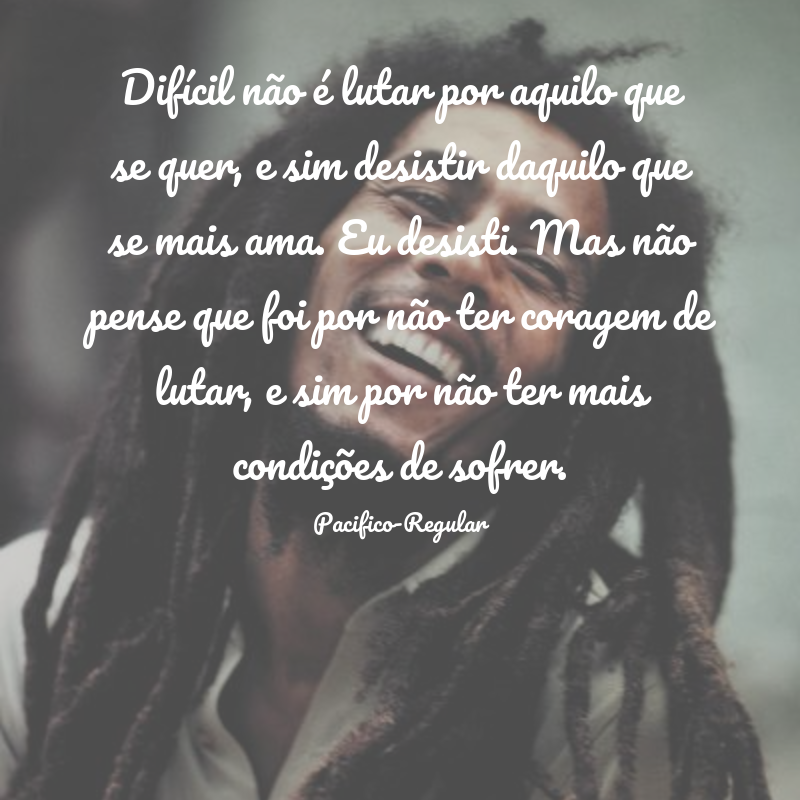 Difícil não é lutar por aquilo que
se quer, e sim desistir daquilo que
se mais ama. Eu desisti. Mas não
pense que foi por não ter coragem de
lutar, e sim por não ter mais
condições de sofrer.
Pacifico-Regular